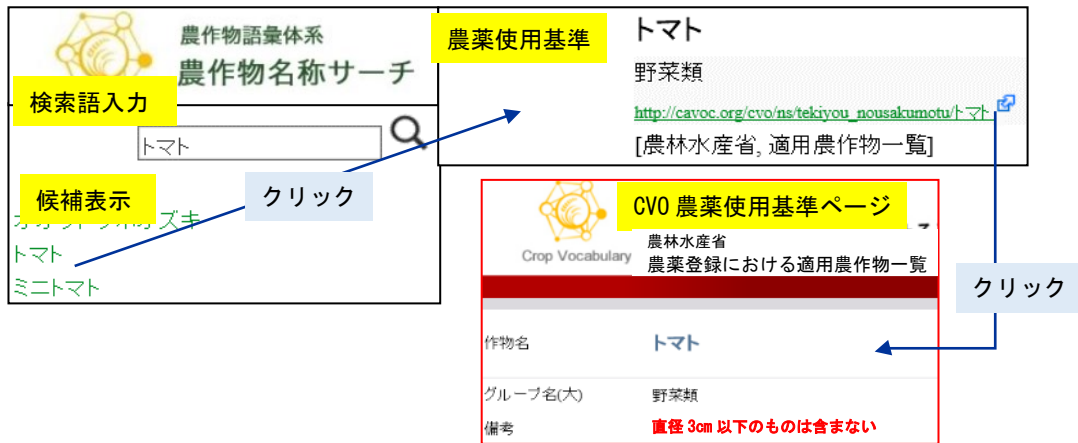 農作物語彙体系
農作物名称サーチ
検索語入力
トマト
候補表示
クリック
トマト
ミニトマト
農薬使用基準
トマト
野菜類
http://cavoc.org/cvo/ns/tekiyou_nousakumotu/トマト
[農林水産省, 適用農作物一覧]
CVO 農薬使用基準ページ
Crop Vocabulary
農林水産省
農薬登録における適用農作物一覧
クリック
作物名 トマト
グループ名(大) 野菜類
備考 直径 3cm 以下のものは含まない